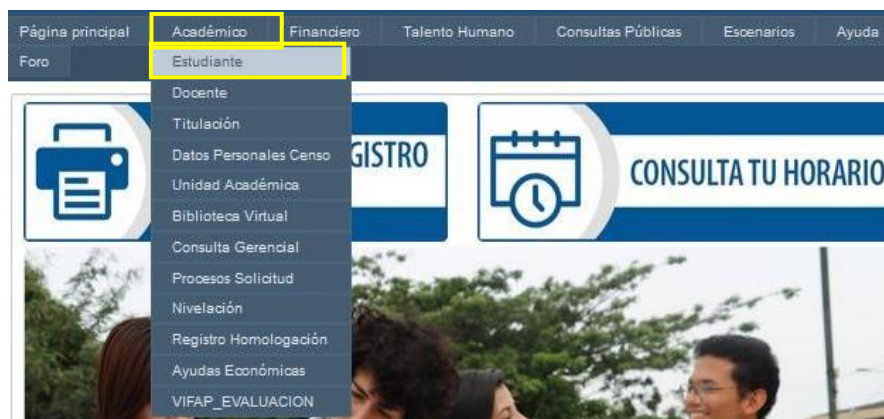 Página principal Académico Financiero Talento Humano Consultas Públicas Escenarios Ayuda
Foro
Estudiante
Docente
Titulación
Datos Personales Censo
Unidad Académica
Biblioteca Virtual
Consulta Gerencial
Procesos Solicitud
Nivelación
Registro Homologación
Ayudas Económicas
VIFAP_EVALUACION
CONSULTA TU HORARIO